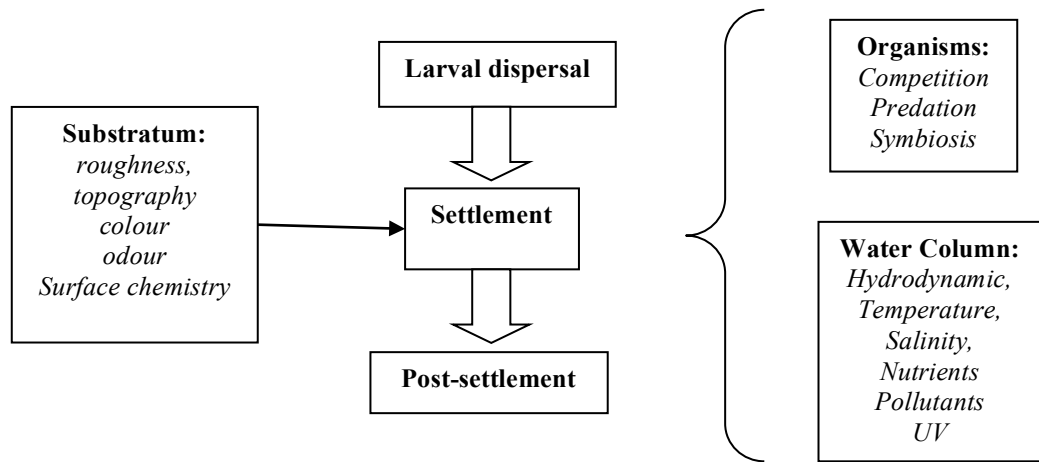 Larval dispersal
Substratum:
roughness,
topography
colour
odour
Surface chemistry
Settlement
Post-settlement
Organisms:
Competition
Predation
Symbiosis
Water Column:
Hydrodynamic,
Temperature,
Salinity,
Nutrients
Pollutants
UV